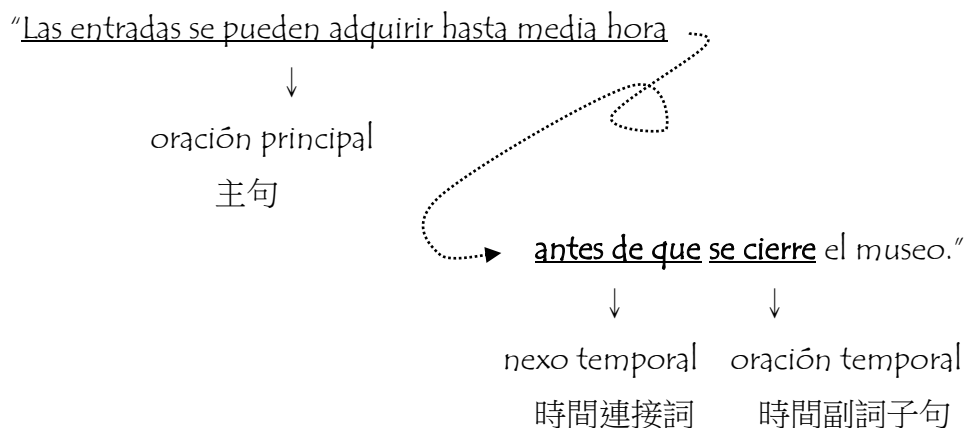 "Las entradas se pueden adquirir hasta media hora
↓
oración principal
主句
antes de que se cierre el museo."
↓ ↓
nexo temporal oración temporal
時間連接詞 時間副詞子句